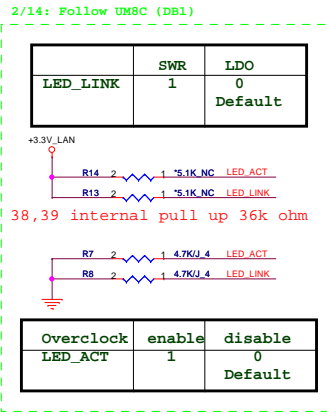 2/14: Follow UM8C (DB1)
SWR LDO
LED_LINK 1 0
Default
+3.3V_LAN
R14 2 1 *5.1K_NC LED_ACT
R13 2 1 *5.1K_NC LED_LINK
38,39 internal pull up 36k ohm
R7 2 1 4.7K/J_4 LED_ACT
R8 2 1 4.7K/J_4 LED_LINK
Overclock enable disable
LED_ACT 1 0
Default